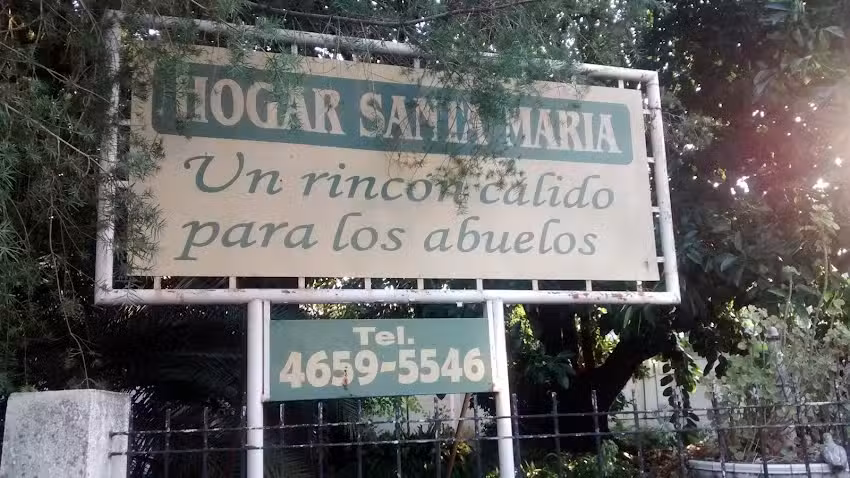 HOGAR SANTA MARIA
Un rincón cálido
para los abuelos
Tel.
4659-5546